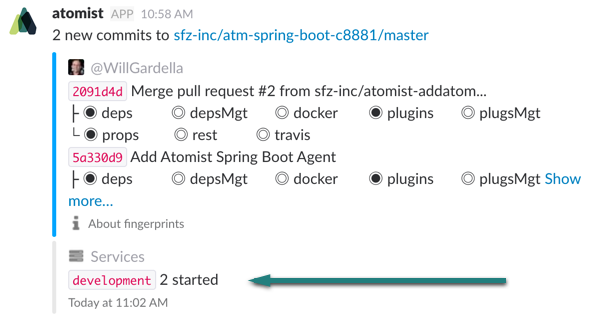 atomist APP 10:58 AM
2 new commits to sfz-inc/atm-spring-boot-c8881/master
@WillGardella
2091d4d Merge pull request #2 from sfz-inc/atomist-addatom...
├ ◉ deps ◎ depsMgt ◎ docker ◉ plugins ◎ plugsMgt
└ ◉ props ◎ rest ◎ travis
5a330d9 Add Atomist Spring Boot Agent
├ ◉ deps ◎ depsMgt ◎ docker ◉ plugins ◎ plugsMgt Show
more...
About fingerprints
Services
development 2 started
Today at 11:02 AM